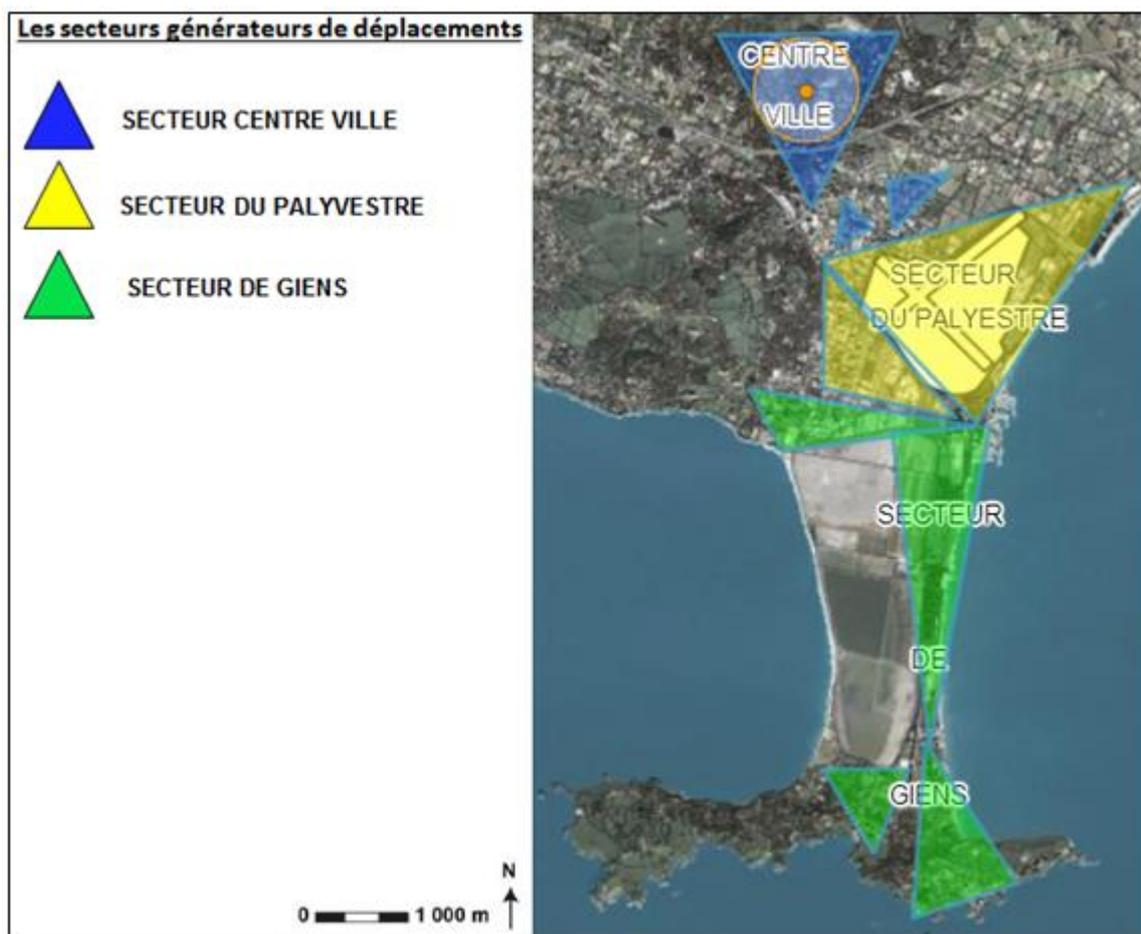 Les secteurs générateurs de déplacements
SECTEUR CENTRE VILLE
SECTEUR DU PALYVESTRE
SECTEUR DE GIENS
0 1 000 m
N
CENTRE
VILLE
SECTEUR
DU PALYESTRE
SECTEUR
DE
GIENS